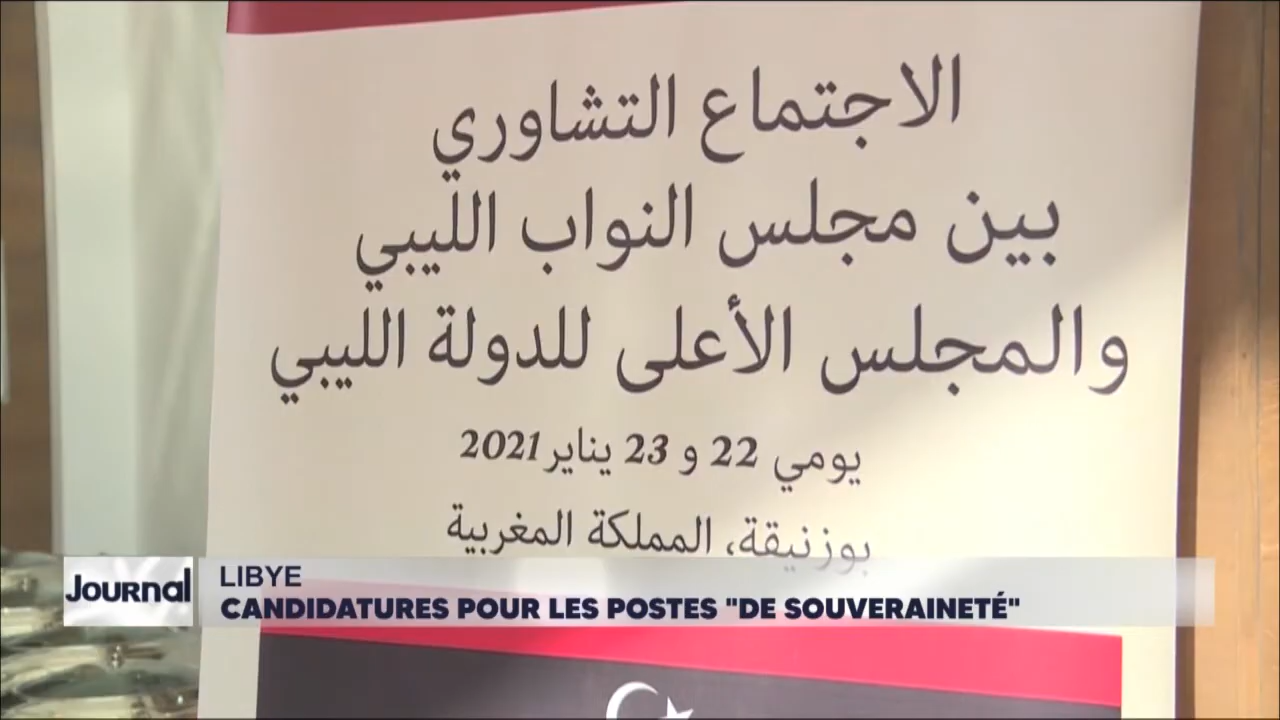 الاجتماع التشاوري
بين مجلس النواب الليبي
والمجلس الأعلى للدولة الليبي
يومي 22 و 23 يناير 2021
بوزنيقة، المملكة المغربية
Journal
LIBYE
CANDIDATURES POUR LES POSTES "DE SOUVERAINETÉ"